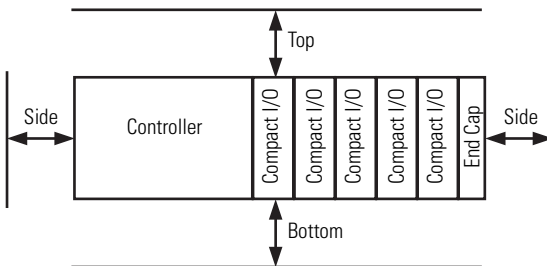 Top
Side
Controller
Compact I/O
Compact I/O
Compact I/O
Compact I/O
Compact I/O
End Cap
Side
Bottom